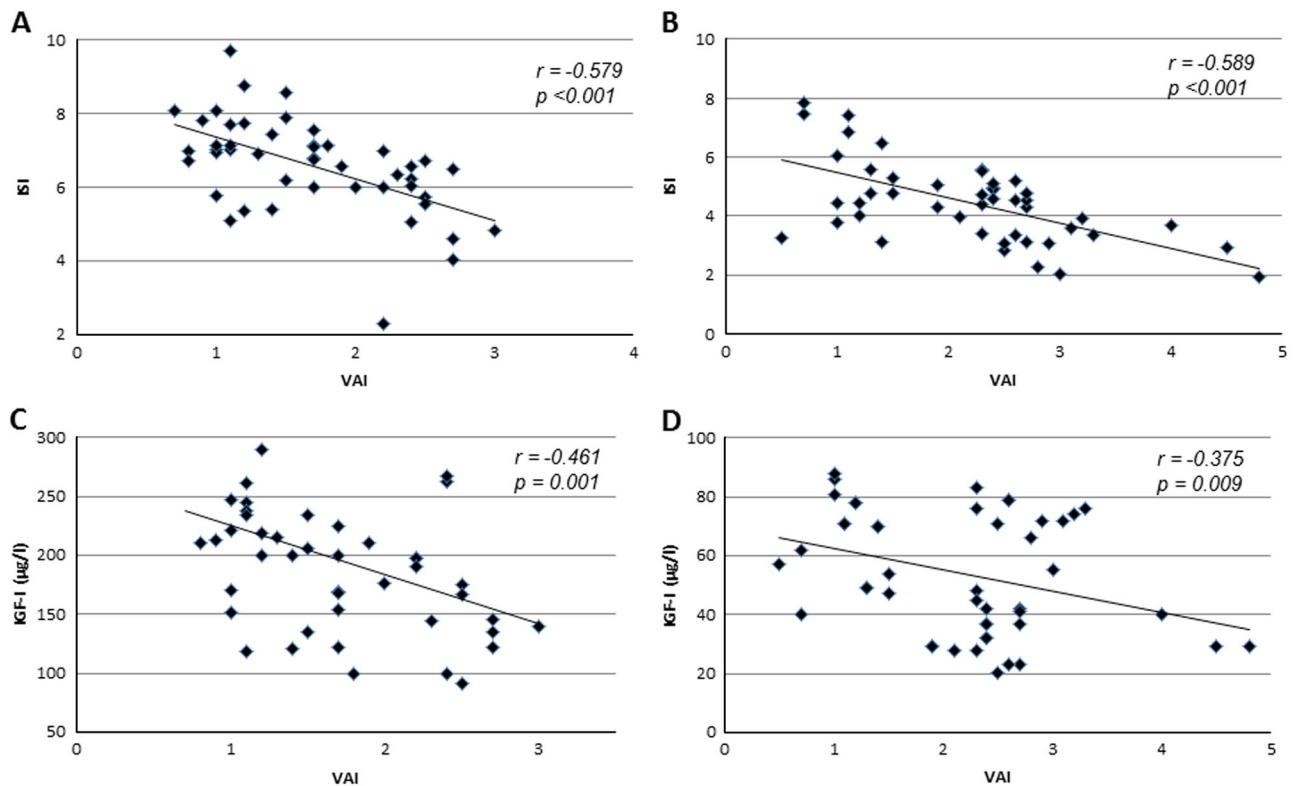 A
10
8
6
4
2
ISI
r = -0.579
p <0.001
0 1 2 3 4
VAI
B
10
8
6
4
2
0
ISI
r = -0.589
p <0.001
0 1 2 3 4 5
VAI
C
300
250
200
150
100
50
IGF-I (µg/l)
r = -0.461
p = 0.001
0 1 2 3
VAI
D
100
80
60
40
20
0
IGF-I (µg/l)
r = -0.375
p = 0.009
0 1 2 3 4 5
VAI